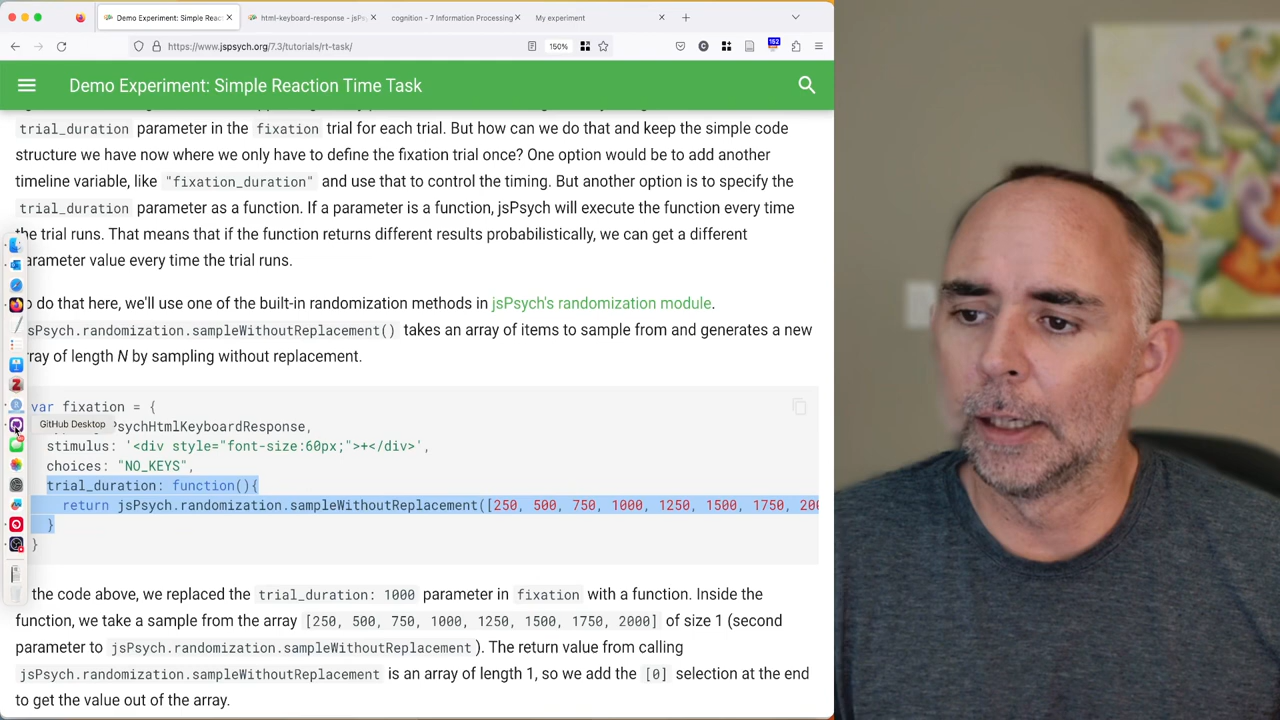 Demo Experiment: Simple Reac
html-keyboard-response - jsPs
cognition - 7 Information Processing
My experiment
https://www.jspsych.org/7.3/tutorials/rt-task/
150%
152
Demo Experiment: Simple Reaction Time Task
trial_duration parameter in the fixation trial for each trial. But how can we do that and keep the simple code
structure we have now where we only have to define the fixation trial once? One option would be to add another
timeline variable, like "fixation_duration" and use that to control the timing. But another option is to specify the
trial_duration parameter as a function. If a parameter is a function, jsPsych will execute the function every time
the trial runs. That means that if the function returns different results probabilistically, we can get a different
arameter value every time the trial runs.
o do that here, we'll use one of the built-in randomization methods in jsPsych's randomization module.
sPsych.randomization.sampleWithoutReplacement() takes an array of items to sample from and generates a new
rray of length N by sampling without replacement.
var fixation = {
GitHub Desktop
PsychHtmlKeyboardResponse,
stimulus: '<div style="font-size:60px;">+</div>',
choices: "NO_KEYS",
trial_duration: function(){
return jsPsych.randomization.sampleWithoutReplacement([250, 500, 750, 1000, 1250, 1500, 1750, 200
}
}
the code above, we replaced the trial_duration: 1000 parameter in fixation with a function. Inside the
function, we take a sample from the array [250, 500, 750, 1000, 1250, 1500, 1750, 2000] of size 1 (second
parameter to jsPsych.randomization.sampleWithoutReplacement ). The return value from calling
jsPsych.randomization.sampleWithoutReplacement is an array of length 1, so we add the [0] selection at the end
to get the value out of the array.